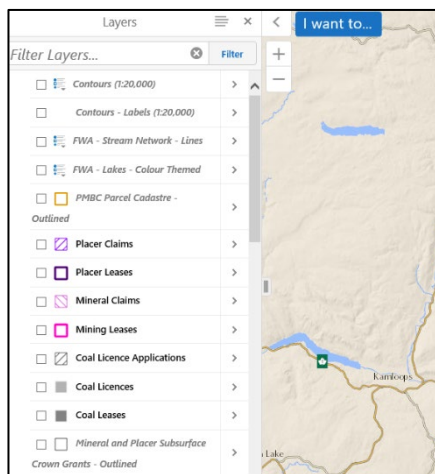 Layers
I want to...
Filter Layers...
Filter
Contours (1:20,000)
Contours - Labels (1:20,000)
FWA - Stream Network - Lines
FWA - Lakes - Colour Themed
PMBC Parcel Cadastre -
Outlined
Placer Claims
Placer Leases
Mineral Claims
Mining Leases
Coal Licence Applications
Coal Licences
Coal Leases
Mineral and Placer Subsurface
Crown Grants - Outlined
Kamloops
Lake